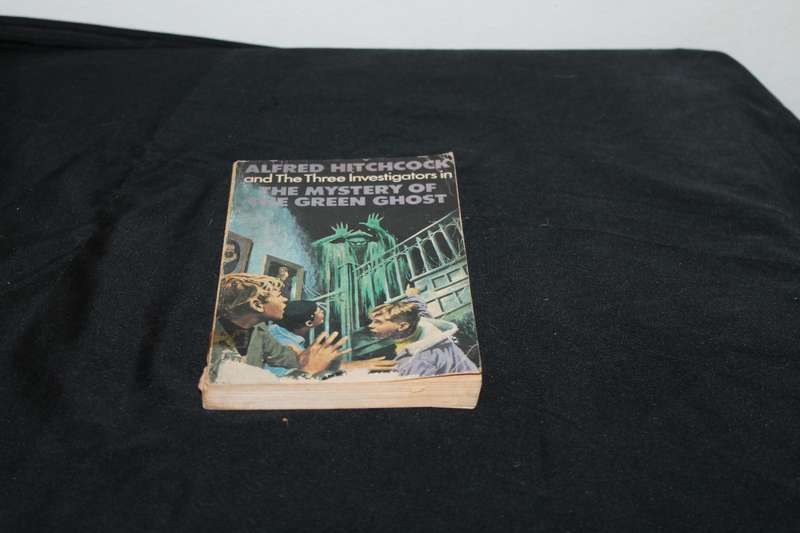 ALFRED HITCHCOCK
and The Three Investigators in
THE MYSTERY OF
THE GREEN GHOST